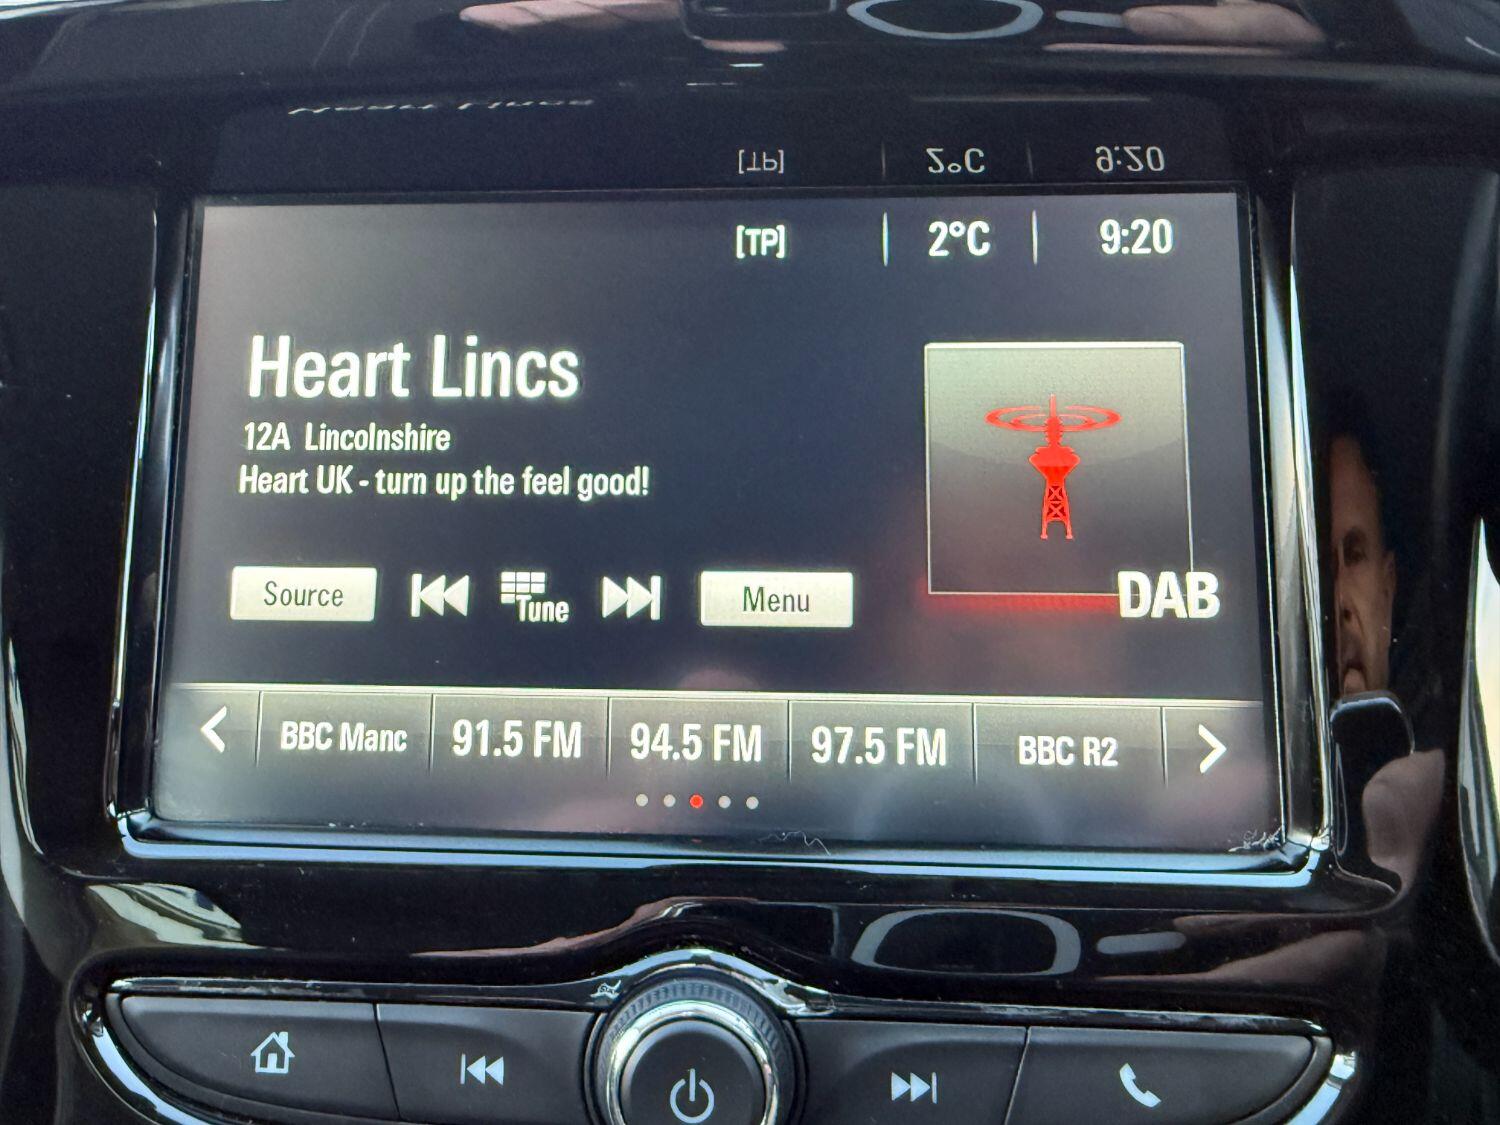 [TP] 2°C 9:20
Heart Lincs
12A Lincolnshire
Heart UK - turn up the feel good!
Source Tune Menu
DAB
BBC Manc 91.5 FM 94.5 FM 97.5 FM BBC R2